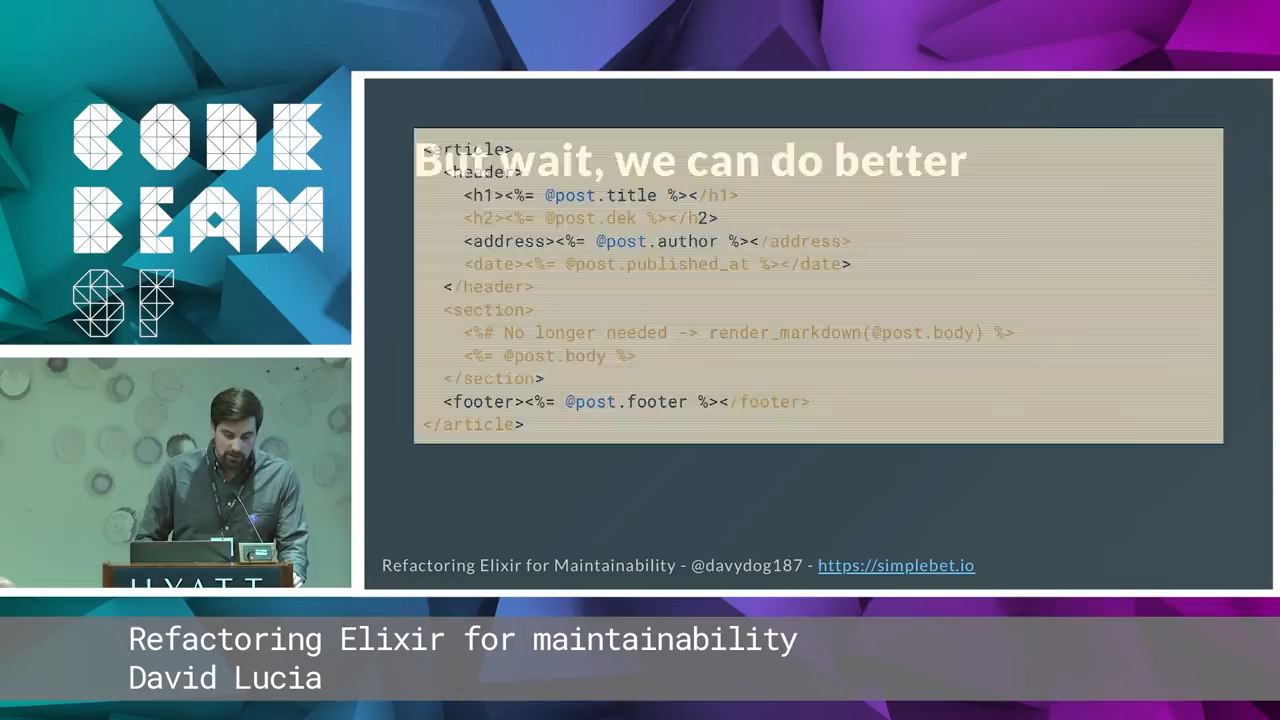 CODE
BEAM
SF
But wait, we can do better
<article>
<header>
<h1><%= @post.title %></h1>
<h2><%= @post.dek %></h2>
<address><%= @post.author %></address>
<date><%= @post.published_at %></date>
</header>
<section>
<%# No longer needed -> render_markdown(@post.body) %>
<%= @post.body %>
</section>
<footer><%= @post.footer %></footer>
</article>
Refactoring Elixir for Maintainability - @davydog187 - https://simplebet.io
HYATT
Refactoring Elixir for maintainability
David Lucia